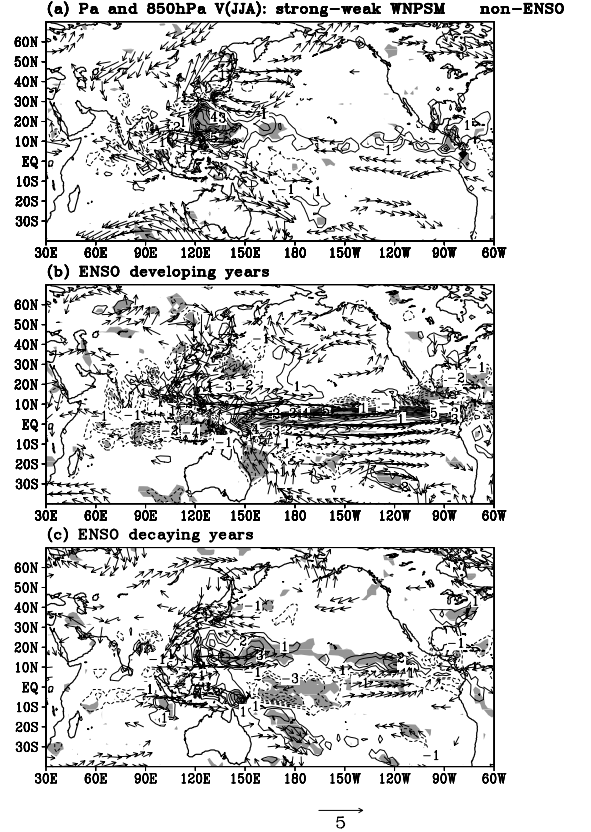 (a) Pa and 850hPa V(JJA): strong-weak WNPSM non-ENSO
60N
50N
40N
30N
20N
10N
EQ
10S
20S
30S
30E 60E 90E 120E 150E 180 150W 120W 90W 60W
(b) ENSO developing years
60N
50N
40N
30N
20N
10N
EQ
10S
20S
30S
30E 60E 90E 120E 150E 180 150W 120W 90W 60W
(c) ENSO decaying years
60N
50N
40N
30N
20N
10N
EQ
10S
20S
30S
30E 60E 90E 120E 150E 180 150W 120W 90W 60W
5